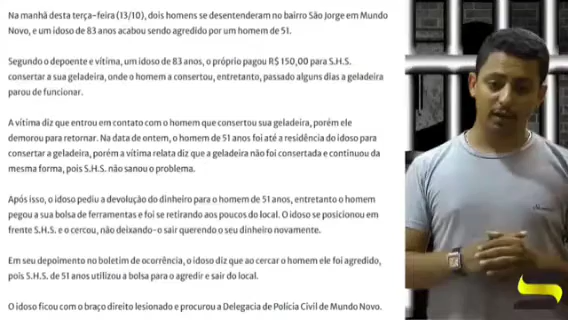 Na manhã desta terça-feira (13/10), dois homens se desentenderam no bairro São Jorge em Mundo
Novo, e um idoso de 83 anos acabou sendo agredido por um homem de 51.
Segundo o depoente e vítima, um idoso de 83 anos, o próprio pagou R$ 150,00 para S.H.S.
consertar a sua geladeira, onde o homem a consertou, entretanto, passado alguns dias a geladeira
parou de funcionar.
A vítima diz que entrou em contato com o homem que consertou sua geladeira, porém ele
demorou para retornar. Na data de ontem, o homem de 51 anos foi até a residência do idoso para
consertar a geladeira, porém a vítima relata diz que a geladeira não foi consertada e continuou da
mesma forma, pois S.H.S. não sanou o problema.
Após isso, o idoso pediu a devolução do dinheiro para o homem de 51 anos, entretanto o homem
pegou a sua bolsa de ferramentas e foi se retirando aos poucos do local. O idoso se posicionou em
frente S.H.S. e o cercou, não deixando-o sair querendo o seu dinheiro novamente.
Em seu depoimento no boletim de ocorrência, o idoso diz que ao cercar o homem ele foi agredido,
pois S.H.S. de 51 anos utilizou a bolsa para o agredir e sair do local.
O idoso ficou com o braço direito lesionado e procurou a Delegacia de Polícia Civil de Mundo Novo.